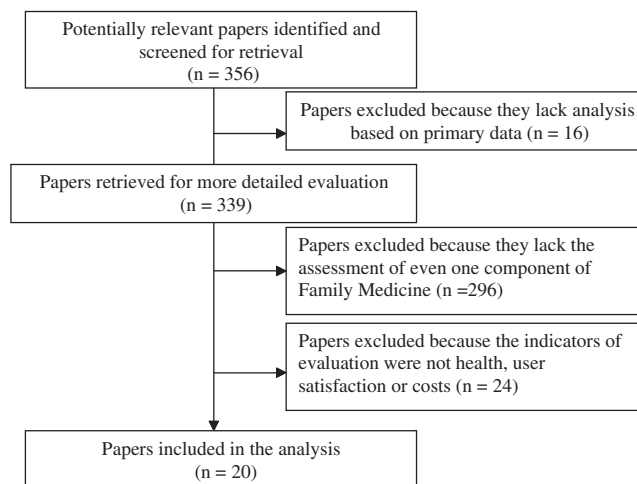 Potentially relevant papers identified and
screened for retrieval
(n = 356)
Papers excluded because they lack analysis
based on primary data (n = 16)
Papers retrieved for more detailed evaluation
(n = 339)
Papers excluded because they lack the
assessment of even one component of
Family Medicine (n =296)
Papers excluded because the indicators of
evaluation were not health, user
satisfaction or costs (n = 24)
Papers included in the analysis
(n = 20)